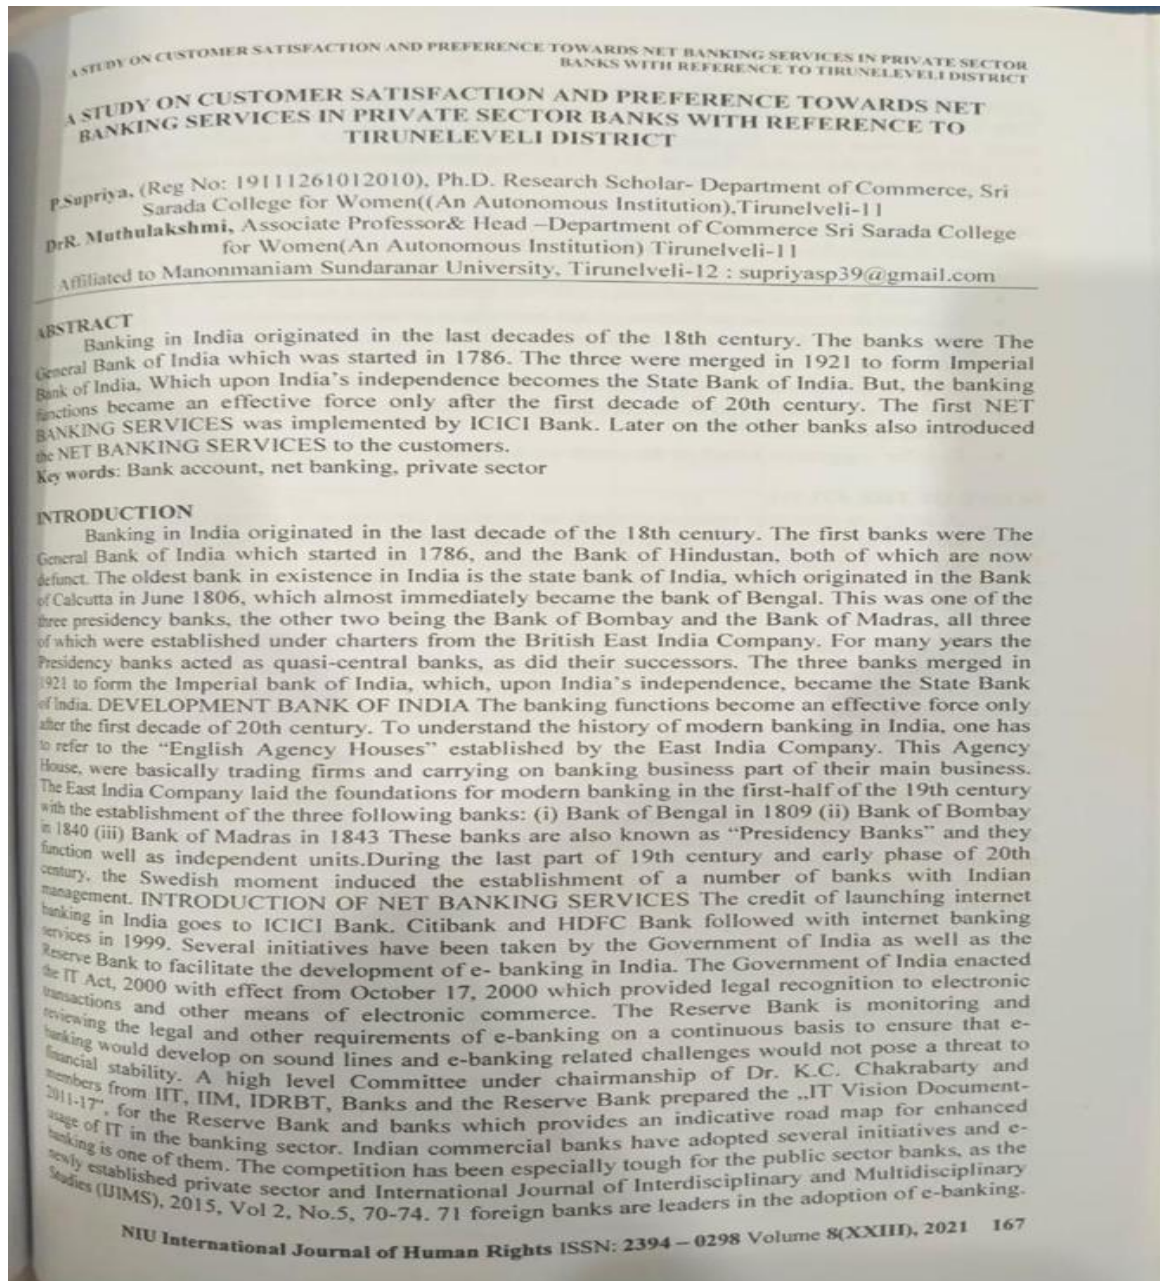 A STUDY ON CUSTOMER SATISFACTION AND PREFERENCE TOWARDS NET BANKING SERVICES IN PRIVATE SECTOR
BANKS WITH REFERENCE TO TIRUNELEVELI DISTRICT
A STUDY ON CUSTOMER SATISFACTION AND PREFERENCE TOWARDS NET
BANKING SERVICES IN PRIVATE SECTOR BANKS WITH REFERENCE TO
TIRUNELEVELI DISTRICT
P.Supriya, (Reg No: 19111261012010), Ph.D. Research Scholar- Department of Commerce, Sri
Sarada College for Women((An Autonomous Institution),Tirunelveli-11
DrR. Muthulakshmi, Associate Professor& Head –Department of Commerce Sri Sarada College
for Women(An Autonomous Institution) Tirunelveli-11
Affiliated to Manonmaniam Sundaranar University, Tirunelveli-12 : supriyasp39@gmail.com
ABSTRACT
Banking in India originated in the last decades of the 18th century. The banks were The
General Bank of India which was started in 1786. The three were merged in 1921 to form Imperial
Bank of India, Which upon India's independence becomes the State Bank of India. But, the banking
functions became an effective force only after the first decade of 20th century. The first NET
BANKING SERVICES was implemented by ICICI Bank. Later on the other banks also introduced
the NET BANKING SERVICES to the customers.
Key words: Bank account, net banking, private sector
INTRODUCTION
Banking in India originated in the last decade of the 18th century. The first banks were The
General Bank of India which started in 1786, and the Bank of Hindustan, both of which are now
defunct. The oldest bank in existence in India is the state bank of India, which originated in the Bank
of Calcutta in June 1806, which almost immediately became the bank of Bengal. This was one of the
three presidency banks, the other two being the Bank of Bombay and the Bank of Madras, all three
of which were established under charters from the British East India Company. For many years the
Presidency banks acted as quasi-central banks, as did their successors. The three banks merged in
1921 to form the Imperial bank of India, which, upon India's independence, became the State Bank
of India. DEVELOPMENT BANK OF INDIA The banking functions become an effective force only
after the first decade of 20th century. To understand the history of modern banking in India, one has
to refer to the "English Agency Houses" established by the East India Company. This Agency
House, were basically trading firms and carrying on banking business part of their main business.
The East India Company laid the foundations for modern banking in the first-half of the 19th century
with the establishment of the three following banks: (i) Bank of Bengal in 1809 (ii) Bank of Bombay
in 1840 (iii) Bank of Madras in 1843 These banks are also known as "Presidency Banks" and they
function well as independent units.During the last part of 19th century and early phase of 20th
century, the Swedish moment induced the establishment of a number of banks with Indian
management. INTRODUCTION OF NET BANKING SERVICES The credit of launching internet
banking in India goes to ICICI Bank. Citibank and HDFC Bank followed with internet banking
services in 1999. Several initiatives have been taken by the Government of India as well as the
Reserve Bank to facilitate the development of e- banking in India. The Government of India enacted
the IT Act, 2000 with effect from October 17, 2000 which provided legal recognition to electronic
transactions and other means of electronic commerce. The Reserve Bank is monitoring and
reviewing the legal and other requirements of e-banking on a continuous basis to ensure that e-
banking would develop on sound lines and e-banking related challenges would not pose a threat to
financial stability. A high level Committee under chairmanship of Dr. K.C. Chakrabarty and
members from IIT, IIM, IDRBT, Banks and the Reserve Bank prepared the „IT Vision Document-
2011-17", for the Reserve Bank and banks which provides an indicative road map for enhanced
usage of IT in the banking sector. Indian commercial banks have adopted several initiatives and e-
banking is one of them. The competition has been especially tough for the public sector banks, as the
newly established private sector and International Journal of Interdisciplinary and Multidisciplinary
Studies (IJIMS), 2015, Vol 2, No.5, 70-74. 71 foreign banks are leaders in the adoption of e-banking.
NIU International Journal of Human Rights ISSN: 2394 – 0298 Volume 8(XXIII), 2021 167